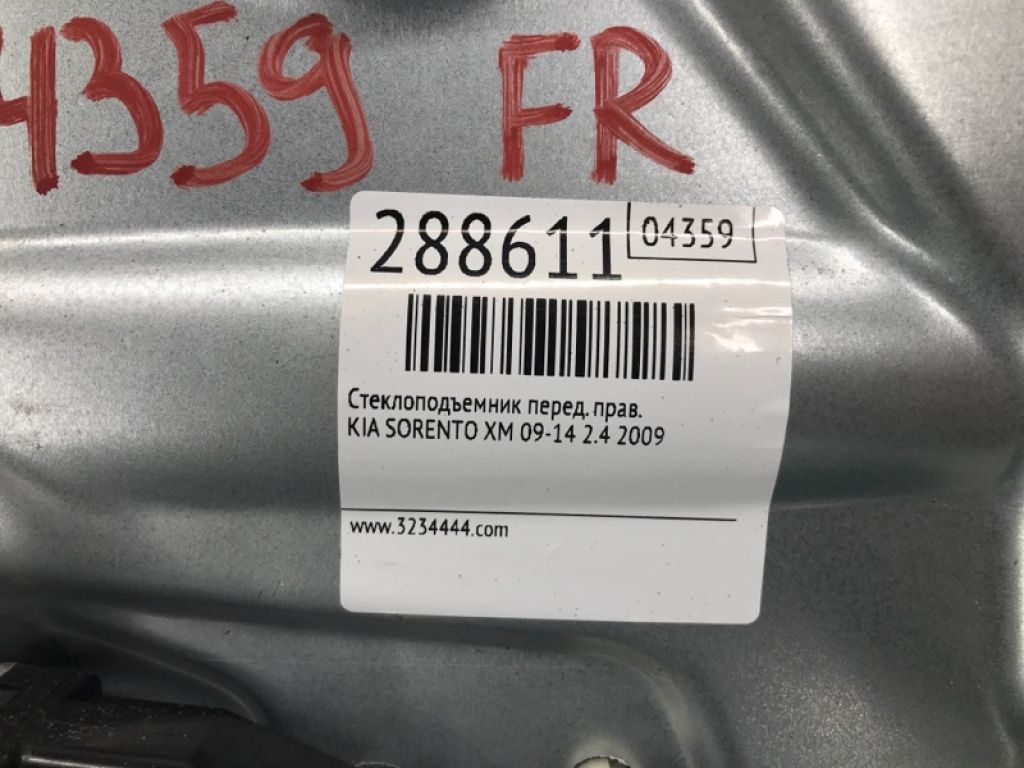 4359 FR
288611 04359
Стеклоподъемник перед. прав.
KIA SORENTO XM 09-14 2.4 2009
www.3234444.com